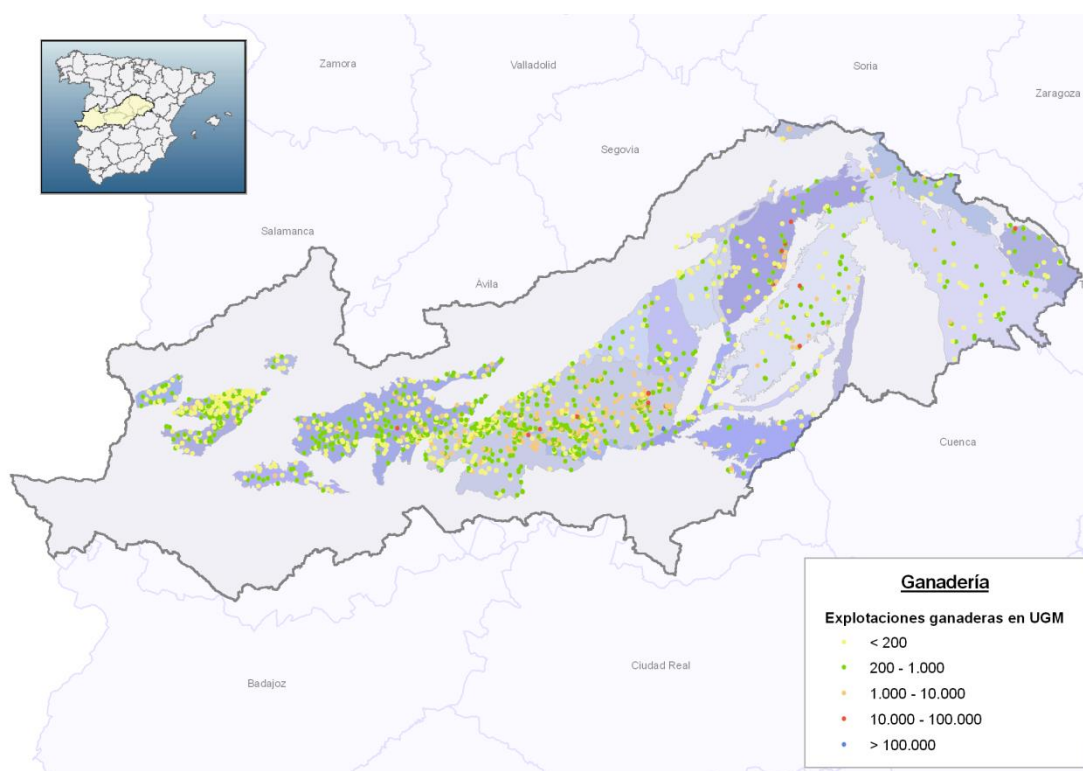 Zamora
Valladolid
Soria
Zaragoza
Segovia
Salamanca
Ávila
Cuenca
Ciudad Real
Badajoz
Ganadería
Explotaciones ganaderas en UGM
< 200
200 - 1.000
1.000 - 10.000
10.000 - 100.000
> 100.000